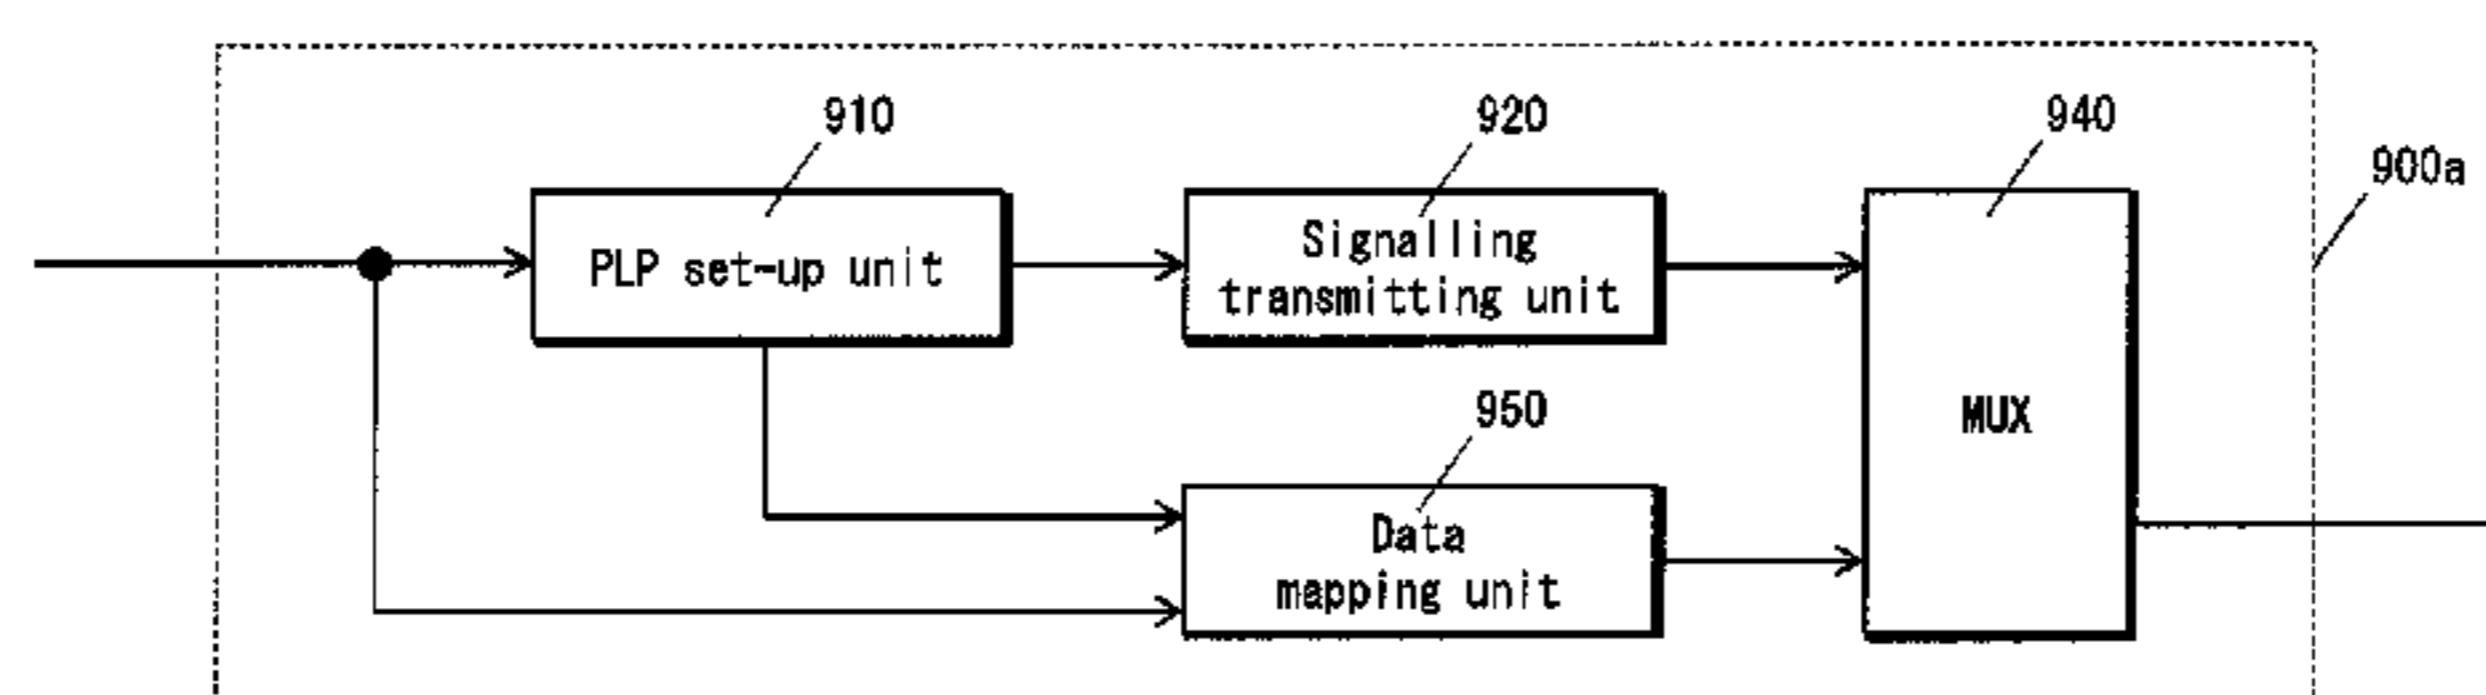 910
920
940
900a
PLP set-up unit
Signalling
transmitting unit
950
MUX
Data
mapping unit